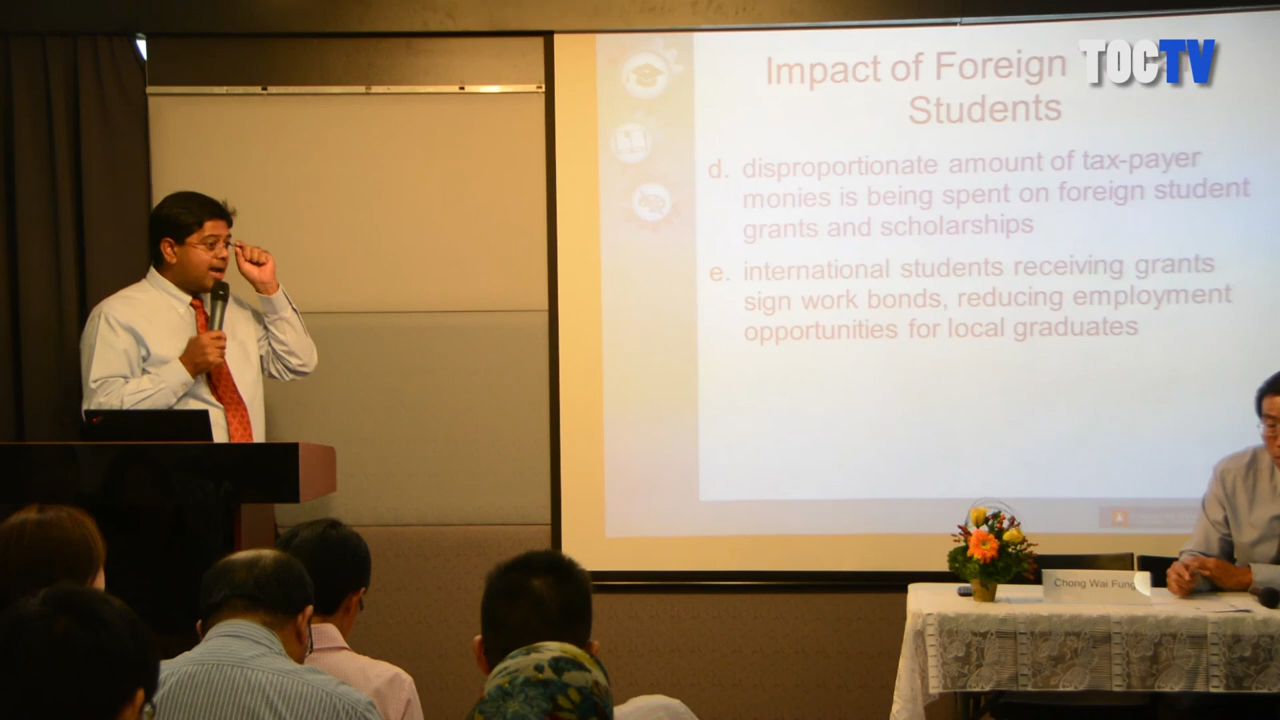 TOCTV
Impact of Foreign
Students
d. disproportionate amount of tax-payer
monies is being spent on foreign student
grants and scholarships
e. international students receiving grants
sign work bonds, reducing employment
opportunities for local graduates
Chong Wai Fung